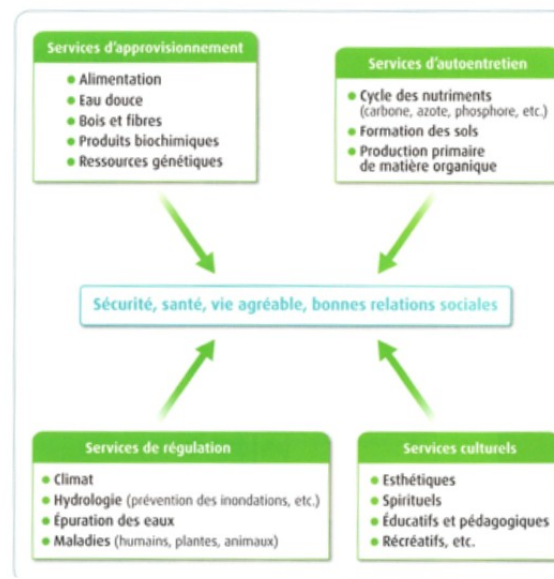 Services d'approvisionnement
• Alimentation
• Eau douce
• Bois et fibres
• Produits biochimiques
• Ressources génétiques
Services d'autoentretien
• Cycle des nutriments
(carbone, azote, phosphore, etc.)
• Formation des sols
• Production primaire
de matière organique
Sécurité, santé, vie agréable, bonnes relations sociales
Services de régulation
• Climat
• Hydrologie (prévention des inondations, etc.)
• Épuration des eaux
• Maladies (humains, plantes, animaux)
Services culturels
• Esthétiques
• Spirituels
• Éducatifs et pédagogiques
• Récréatifs, etc.